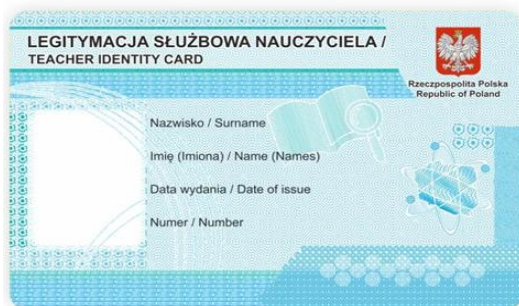 LEGITYMACJA SŁUŻBOWA NAUCZYCIELA /
TEACHER IDENTITY CARD
Rzeczpospolita Polska
Republic of Poland
Nazwisko / Surname
Imię (Imiona) / Name (Names)
Data wydania / Date of issue
Numer / Number